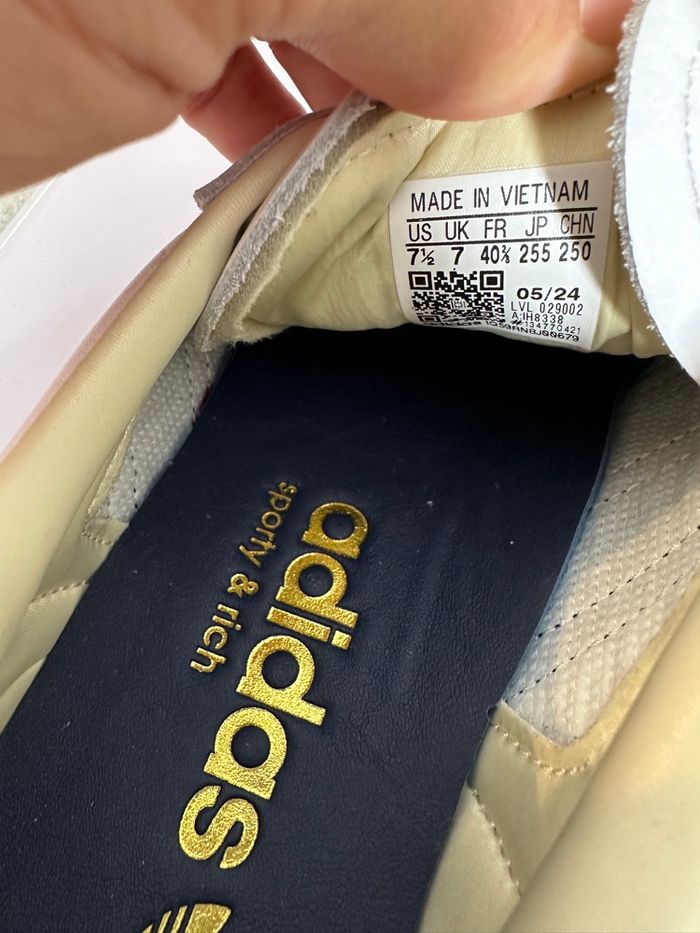 MADE IN VIETNAM
US UK FR JP CHN
7½ 7 40⅔ 255 250
05/24
LVL 029002
A:IH8338
#134770421
adidas
sporty & rich